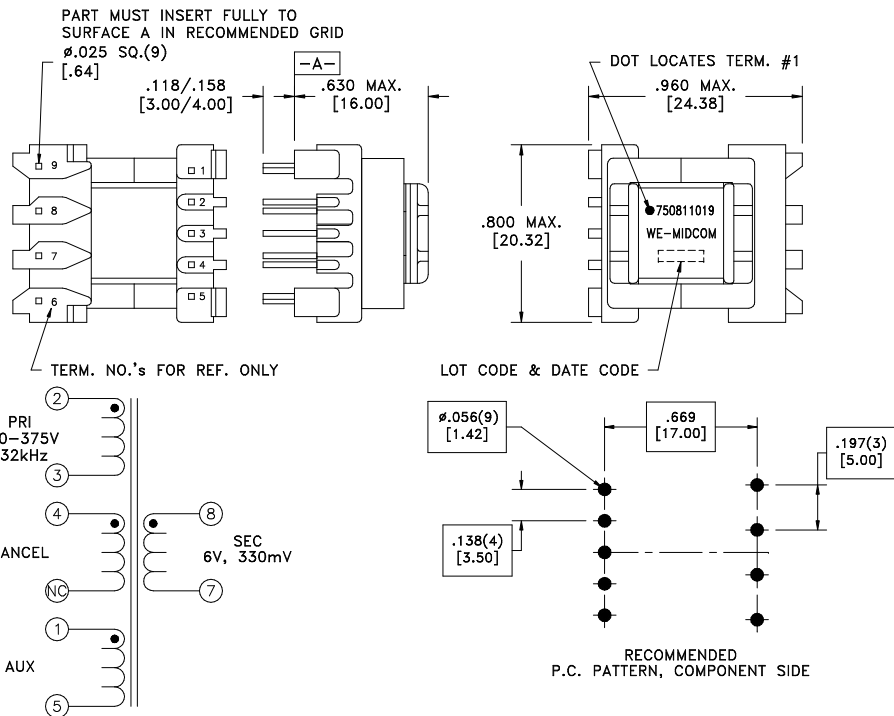 PART MUST INSERT FULLY TO
SURFACE A IN RECOMMENDED GRID
ø.025 SQ.(9)
[.64]
.118/.158
[3.00/4.00]
-A-
.630 MAX.
[16.00]
DOT LOCATES TERM. #1
.960 MAX.
[24.38]
9
8
7
6
1
2
3
4
5
.800 MAX.
[20.32]
750811019
WE-MIDCOM
TERM. NO.'s FOR REF. ONLY
LOT CODE & DATE CODE
2
PRI
0-375V
32kHz
3
4
ANCEL
NC
1
AUX
5
8
SEC
6V, 330mV
7
ø.056(9)
[1.42]
.669
[17.00]
.197(3)
[5.00]
.138(4)
[3.50]
RECOMMENDED
P.C. PATTERN, COMPONENT SIDE